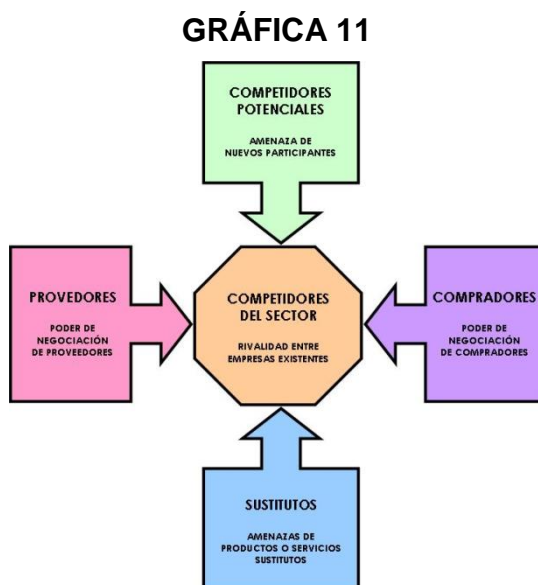 GRÁFICA 11
COMPETIDORES
POTENCIALES
AMENAZA DE
NUEVOS PARTICIPANTES
PROVEDORES
PODER DE
NEGOCIACIÓN
DE PROVEEDORES
COMPETIDORES
DEL SECTOR
RIVALIDAD ENTRE
EMPRESAS EXISTENTES
COMPRADORES
PODER DE
NEGOCIACIÓN
DE COMPRADORES
SUSTITUTOS
AMENAZAS DE
PRODUCTOS O SERVICIOS
SUSTITUTOS